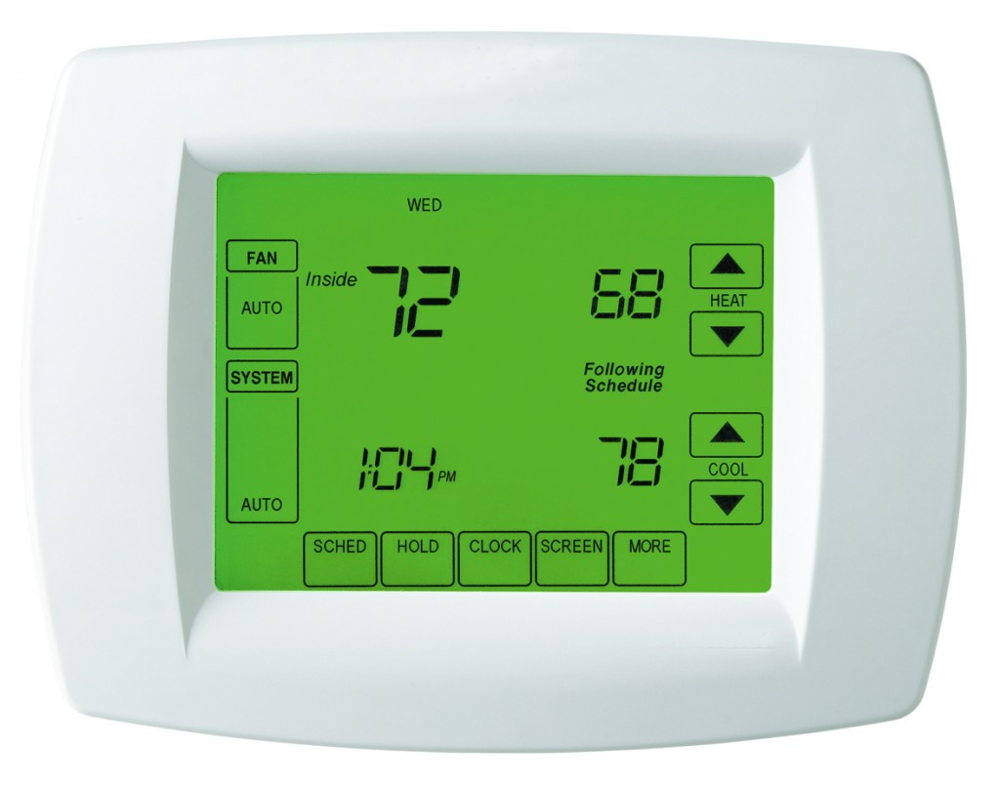 WED
FAN
AUTO
Inside 72
68
HEAT
SYSTEM
AUTO
Following
Schedule
1:04 PM
78
COOL
SCHED HOLD CLOCK SCREEN MORE